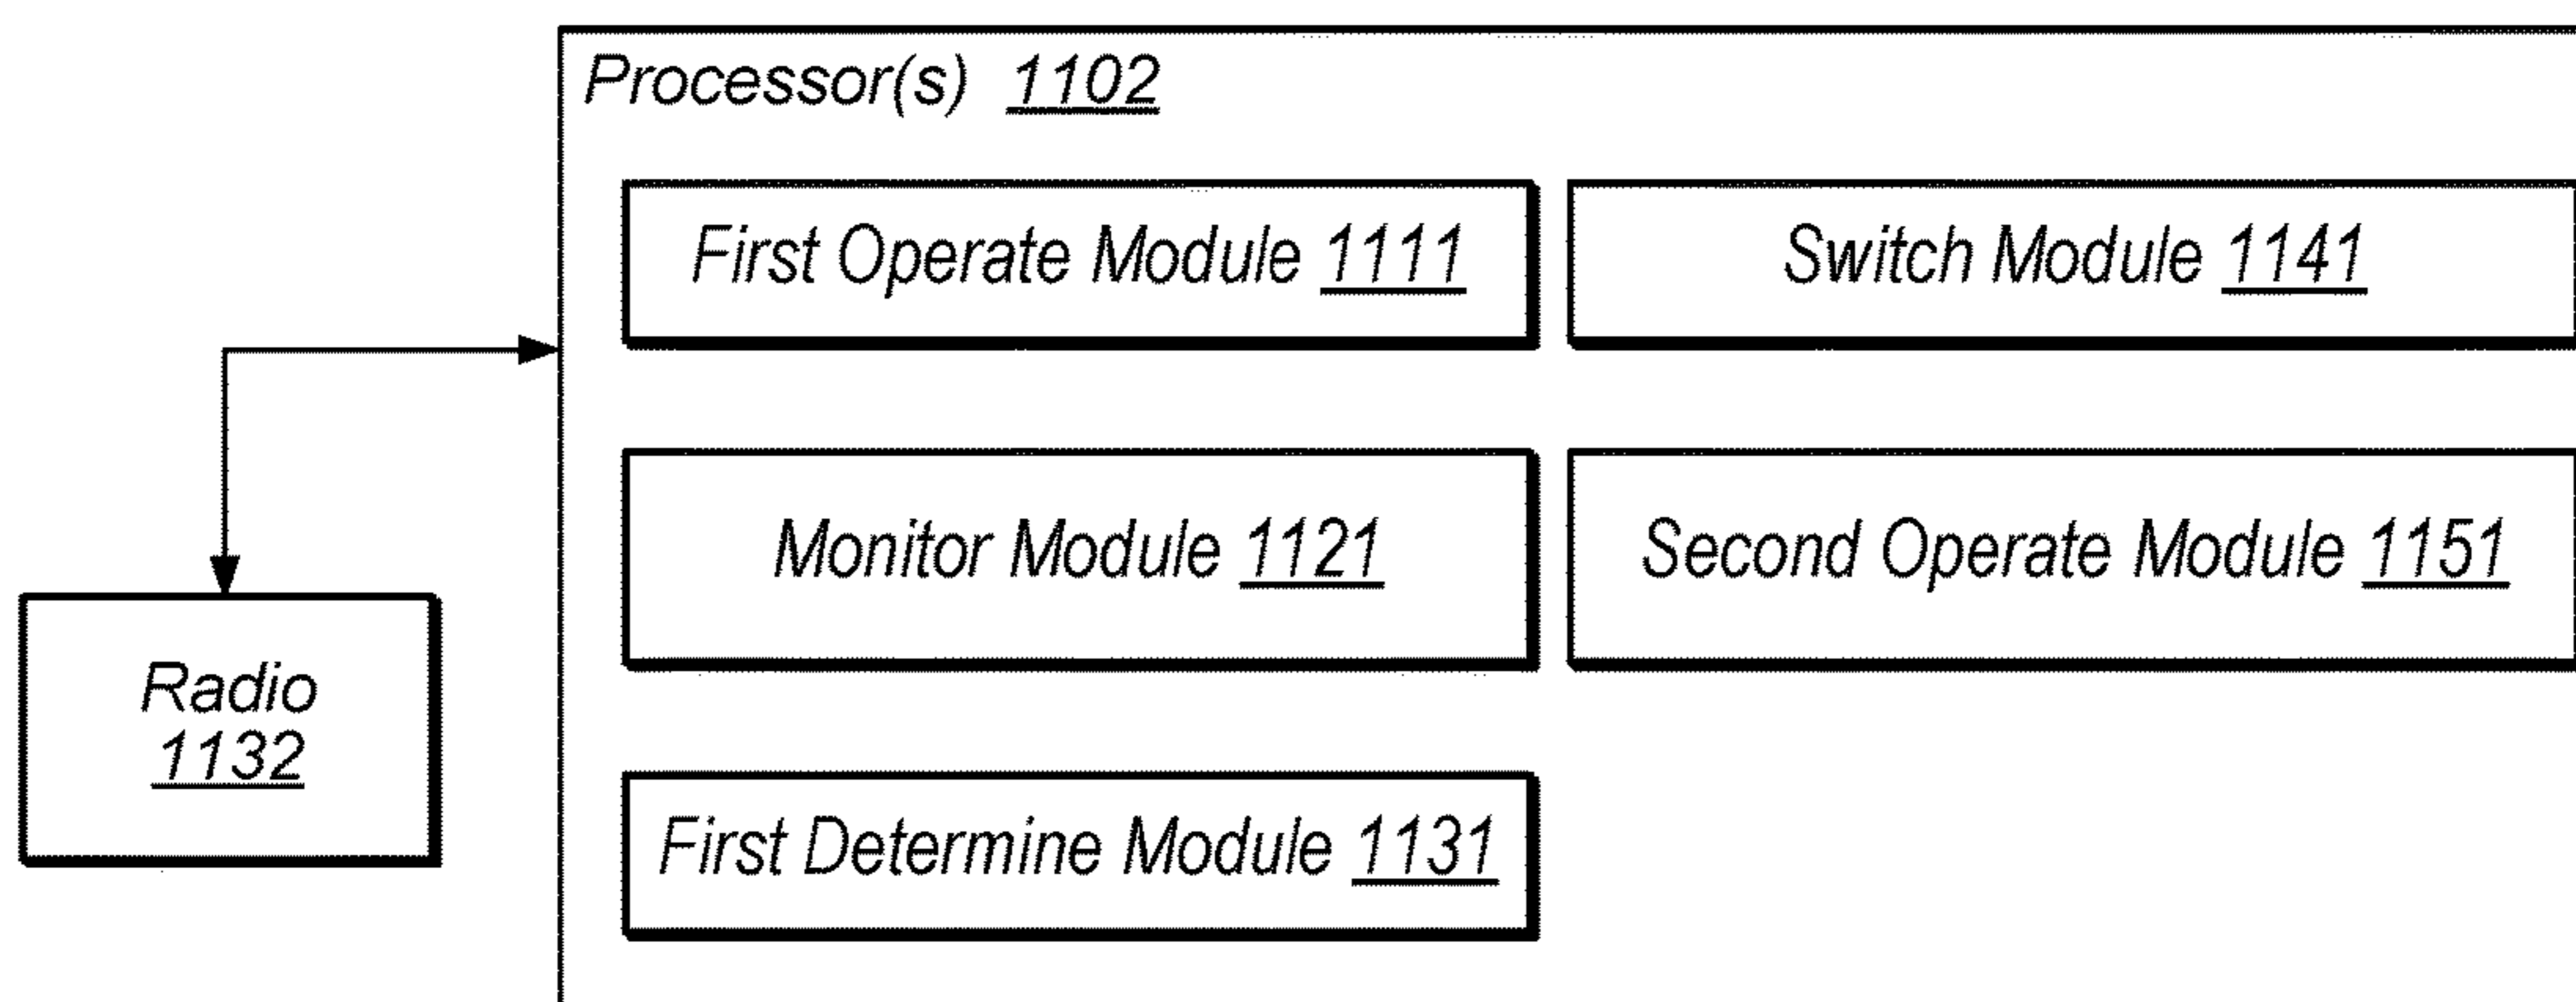 Processor(s) 1102
First Operate Module 1111
Switch Module 1141
Monitor Module 1121
Second Operate Module 1151
First Determine Module 1131
Radio
1132